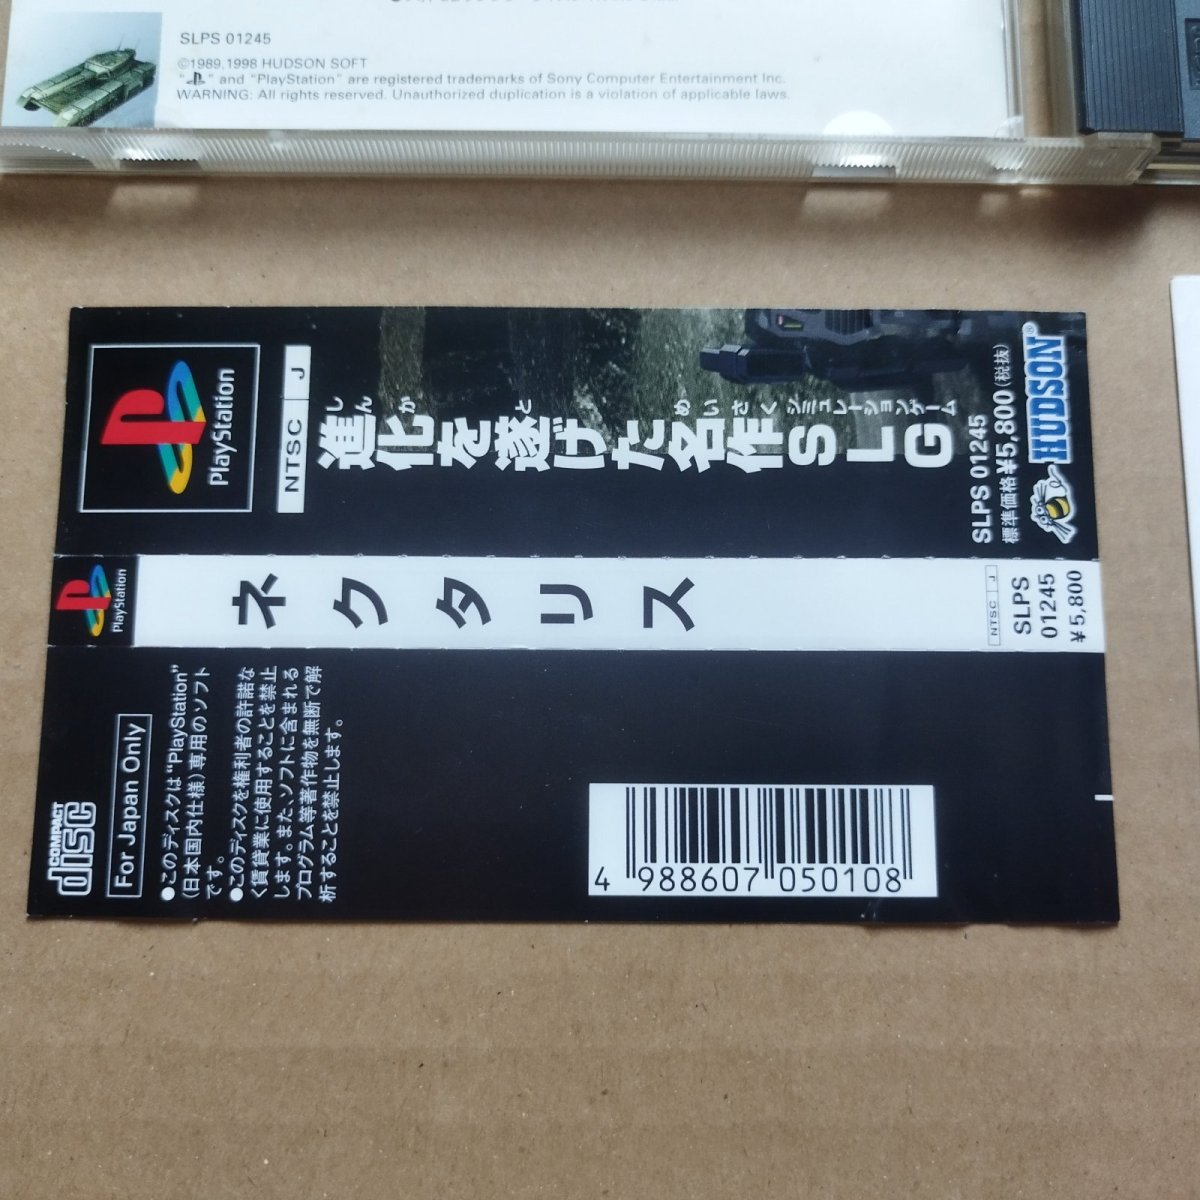 SLPS 01245
©1989,1998 HUDSON SOFT
" " and "PlayStation" are registered trademarks of Sony Computer Entertainment Inc.
WARNING: All rights reserved. Unauthorized duplication is a violation of applicable laws.
PlayStation
NTSC J
しんか と めいさくシミュレーションゲーム
進化を遂げた名作SLG
SLPS 01245
標準価格¥5,800(税抜)
HUDSON®
PlayStation
ネクタリス
NTSC J
SLPS
01245
¥5,800
COMPACT
disc
For Japan Only
●このディスクは"PlayStation"
(日本国内仕様)専用のソフト
です。
●このディスクを権利者の許諾な
く賃貸業に使用することを禁止
します。また、ソフトに含まれる
プログラム等著作物を無断で解
析することを禁止します。
4 988607 050108